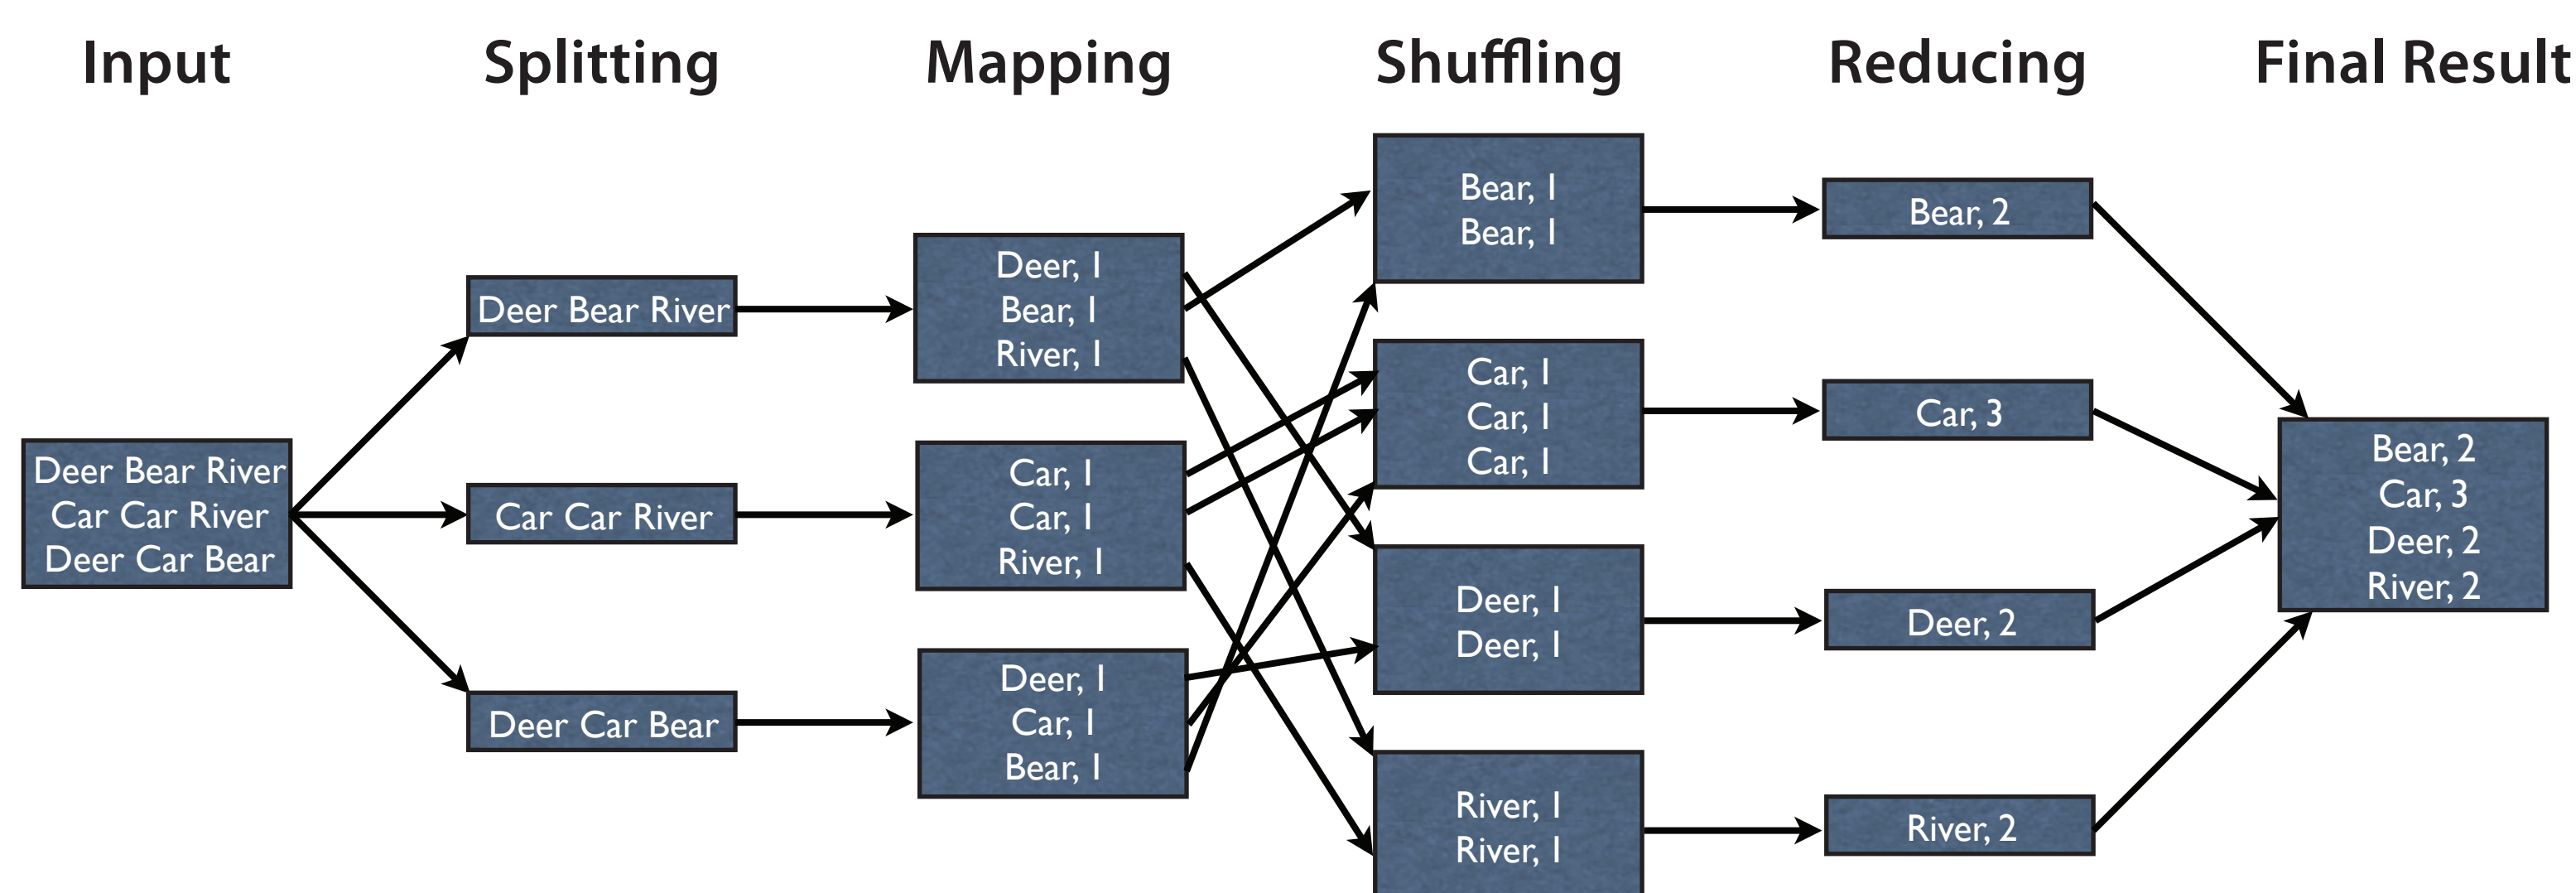 Input
Splitting
Mapping
Shuffling
Reducing
Final Result
Deer Bear River
Car Car River
Deer Car Bear
Deer Bear River
Car Car River
Deer Car Bear
Deer, 1
Bear, 1
River, 1
Car, 1
Car, 1
River, 1
Deer, 1
Car, 1
Bear, 1
Bear, 1
Bear, 1
Car, 1
Car, 1
Car, 1
Deer, 1
Deer, 1
River, 1
River, 1
Bear, 2
Car, 3
Deer, 2
River, 2
Bear, 2
Car, 3
Deer, 2
River, 2